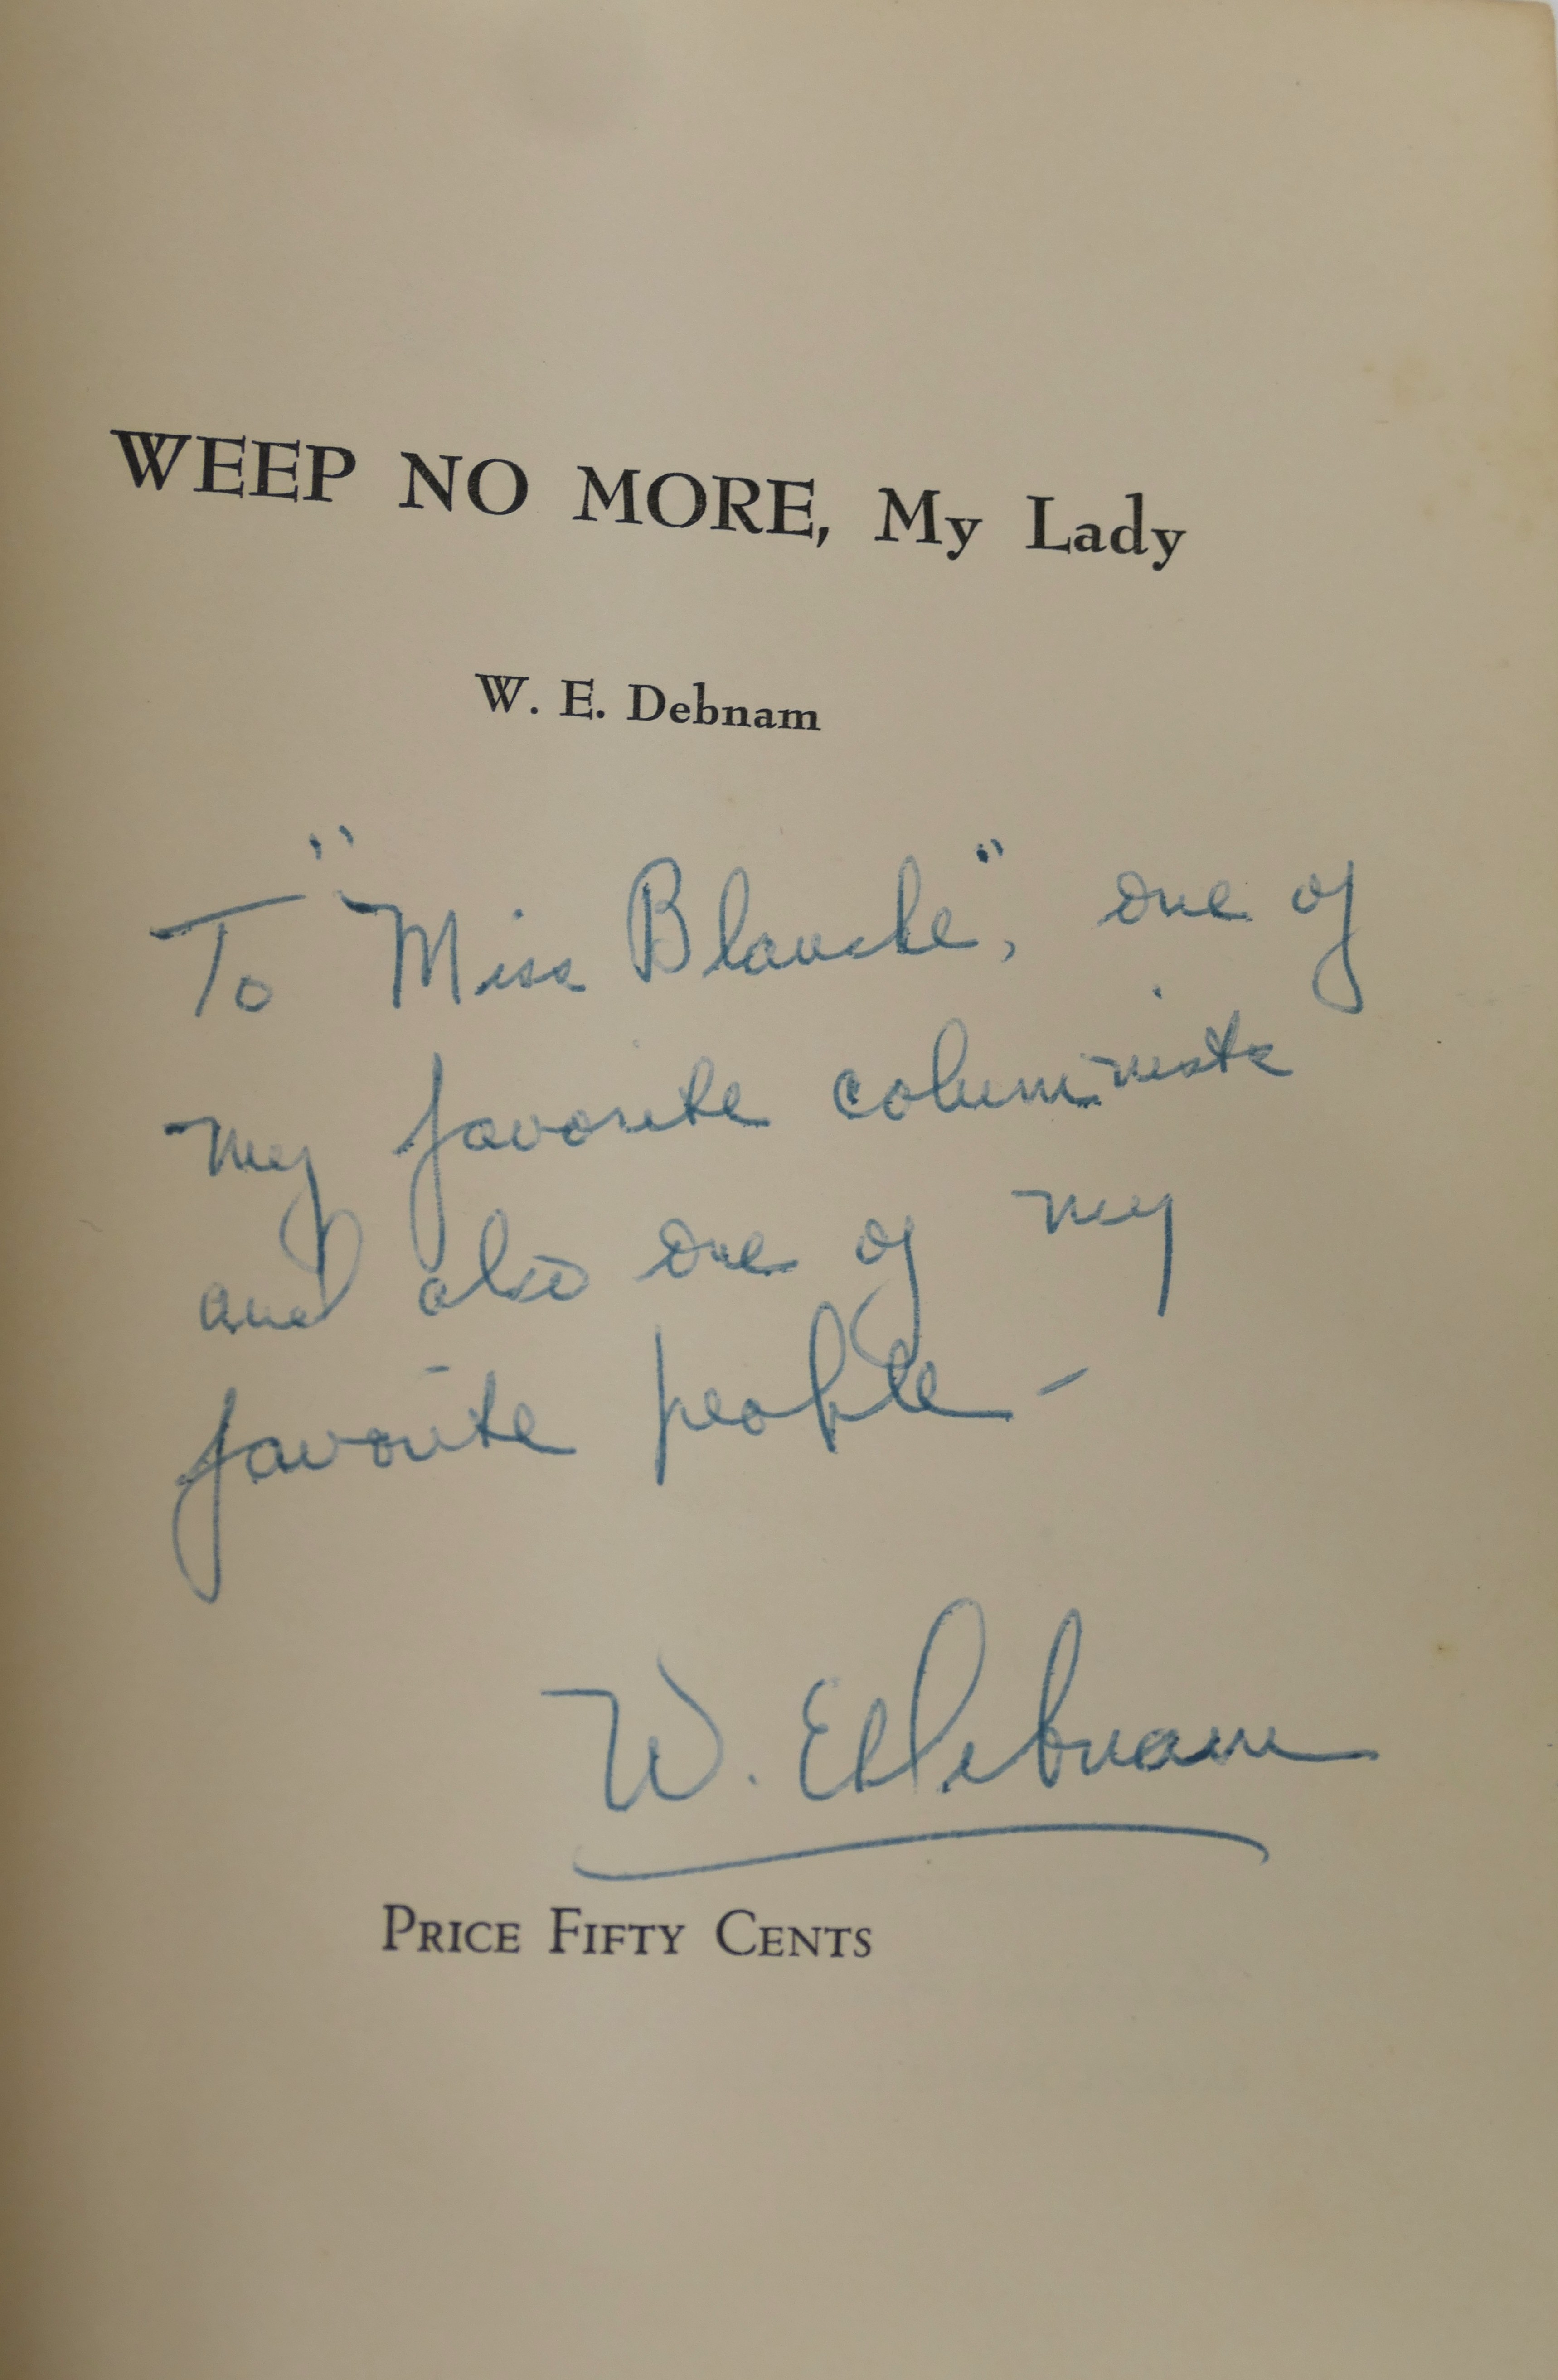 WEEP NO MORE, My Lady
W. E. Debnam
To "Miss Blanche", one of
my favorite columnists
and also one of my
favorite people –
W. E. Debnam
PRICE FIFTY CENTS